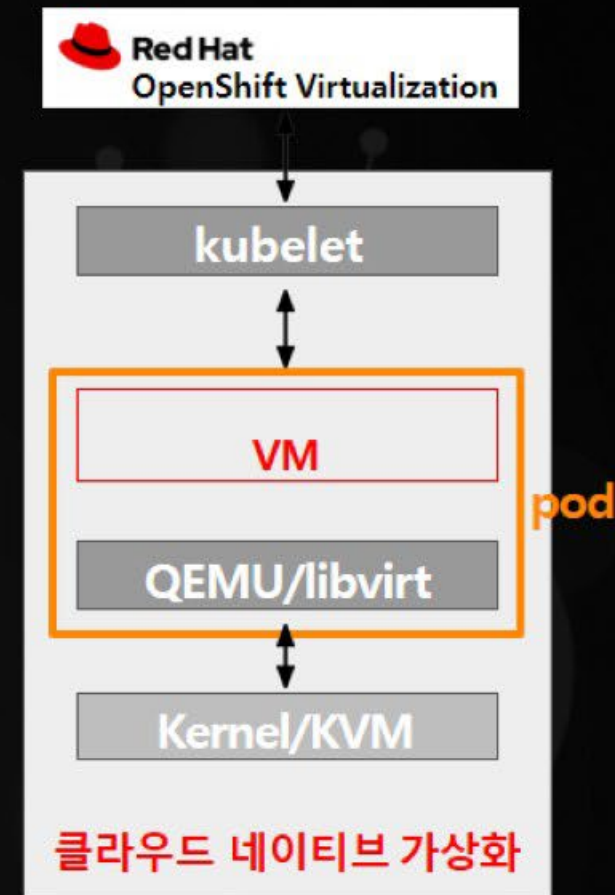 Red Hat
OpenShift Virtualization
kubelet
VM
pod
QEMU/libvirt
Kernel/KVM
클라우드 네이티브 가상화